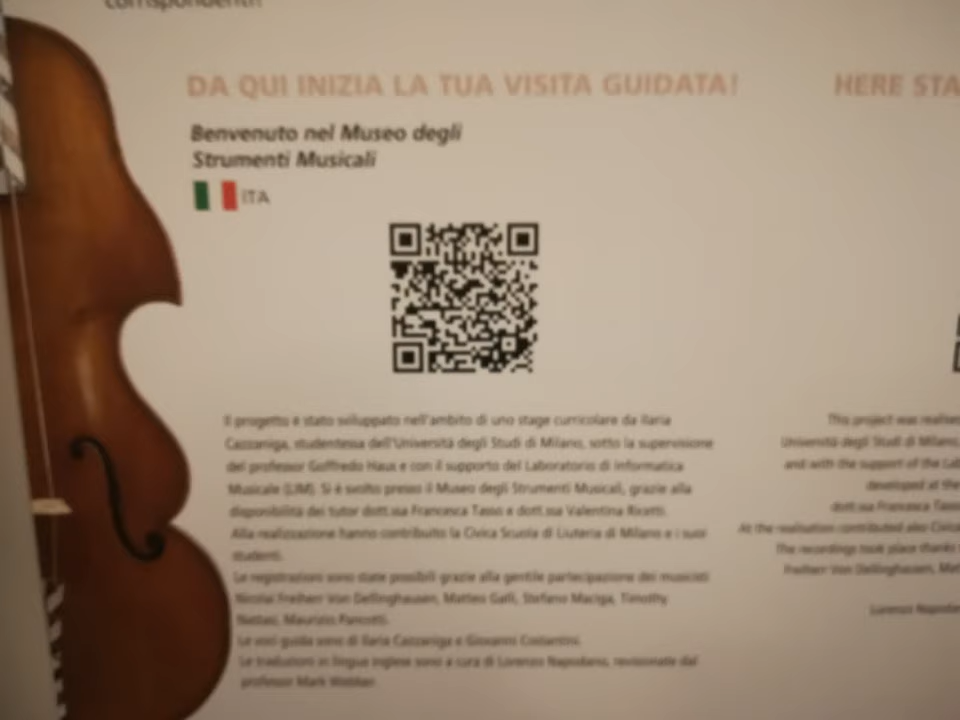 corrispondenti!
DA QUI INIZIA LA TUA VISITA GUIDATA!
Benvenuto nel Museo degli
Strumenti Musicali
ITA
Il progetto è stato sviluppato nell'ambito di uno stage curricolare da Ilaria
Cazzaniga, studentessa dell'Università degli Studi di Milano, sotto la supervisione
del professor Goffredo Haus e con il supporto del Laboratorio di Informatica
Musicale (LIM). Si è svolto presso il Museo degli Strumenti Musicali, grazie alla
disponibilità dei tutor dott.ssa Francesca Tasso e dott.ssa Valentina Ricetti.
Alla realizzazione hanno contribuito la Civica Scuola di Liuteria di Milano e i suoi
studenti.
Le registrazioni sono state possibili grazie alla gentile partecipazione dei musicisti
Nicolai Freiherr Von Dellinghausen, Matteo Galli, Stefano Maciga, Timothy
Nattasi, Maurizio Pancotti.
Le voci guida sono di Ilaria Cazzaniga e Giovanni Costantini.
Le traduzioni in lingua inglese sono a cura di Lorenzo Napodano, revisionate dal
professor Mark Weddan
HERE STA
This project was realised
Università degli Studi di Milano,
and with the support of the Lab
developed at the
dott.ssa Francesca Tasso
At the realisation contributed also Civica
The recordings took place thanks
Freiherr Von Dellinghausen, Mat
Lorenzo Napodan